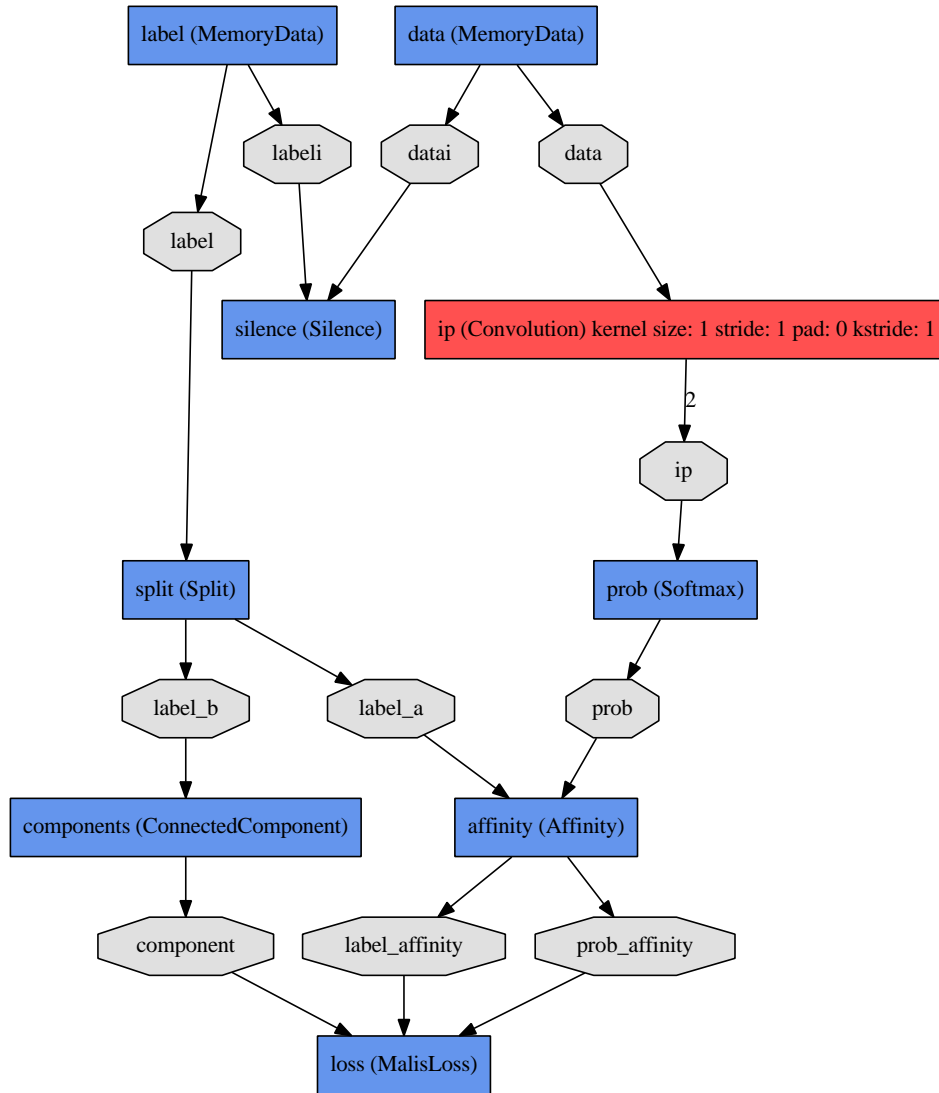 label (MemoryData)
data (MemoryData)
labeli
datai
data
label
silence (Silence)
ip (Convolution) kernel size: 1 stride: 1 pad: 0 kstride: 1
2
ip
split (Split)
prob (Softmax)
label_b
label_a
prob
components (ConnectedComponent)
affinity (Affinity)
component
label_affinity
prob_affinity
loss (MalisLoss)